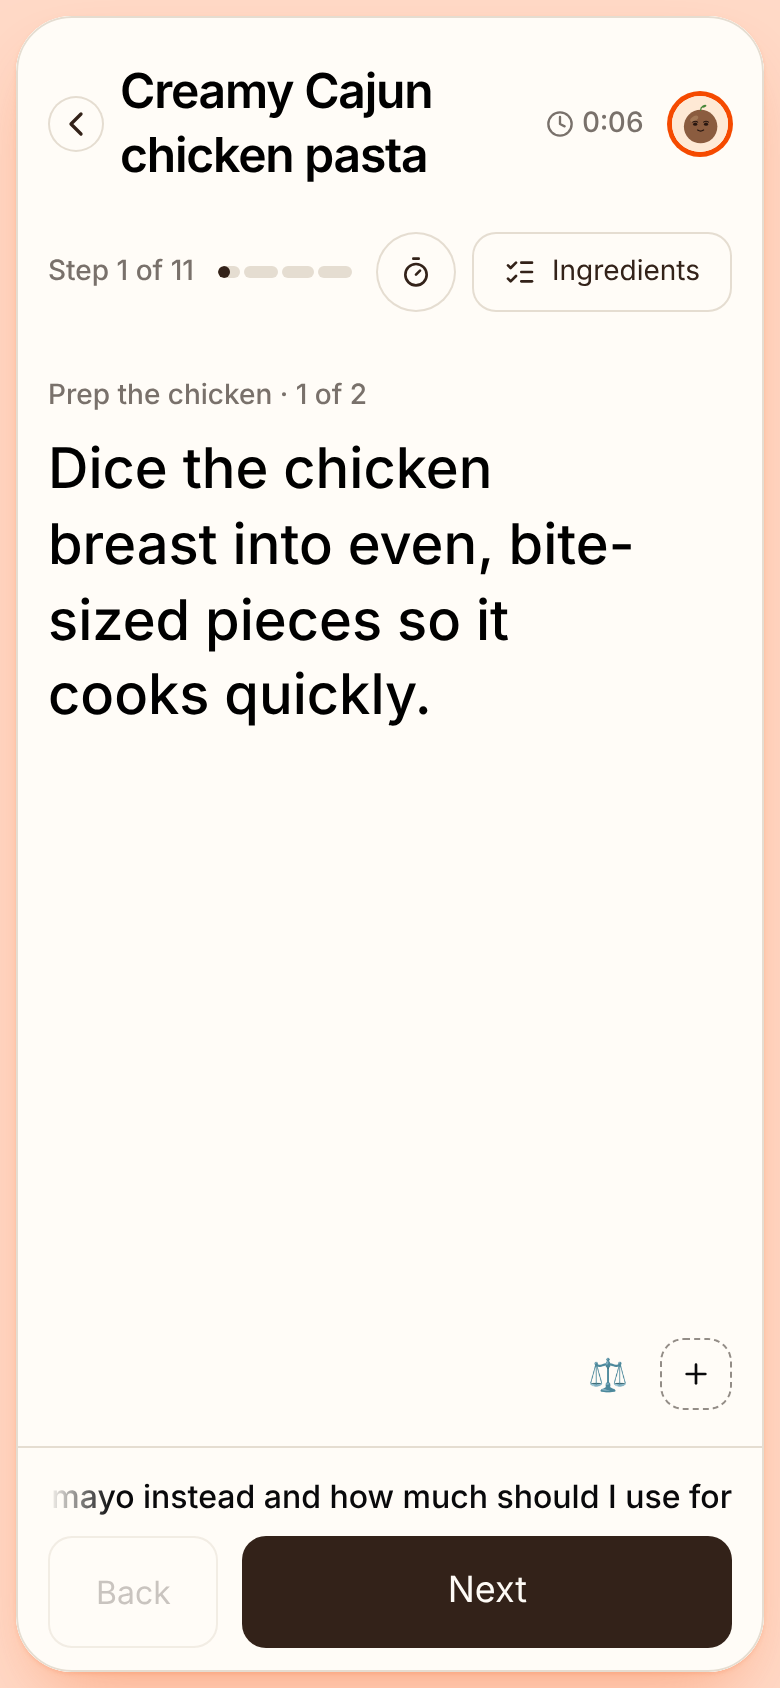 Creamy Cajun
chicken pasta
0:06
Step 1 of 11
Ingredients
Prep the chicken · 1 of 2
Dice the chicken
breast into even, bite-
sized pieces so it
cooks quickly.
mayo instead and how much should I use for
Back
Next